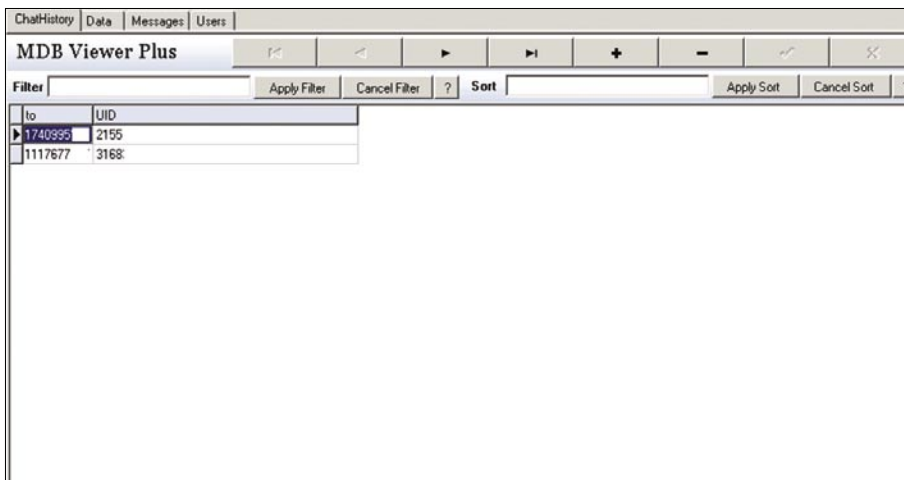 ChatHistory Data Messages Users
MDB Viewer Plus
Filter Apply Filter Cancel Filter ? Sort Apply Sort Cancel Sort
to UID
1740995 2155
1117677 3168